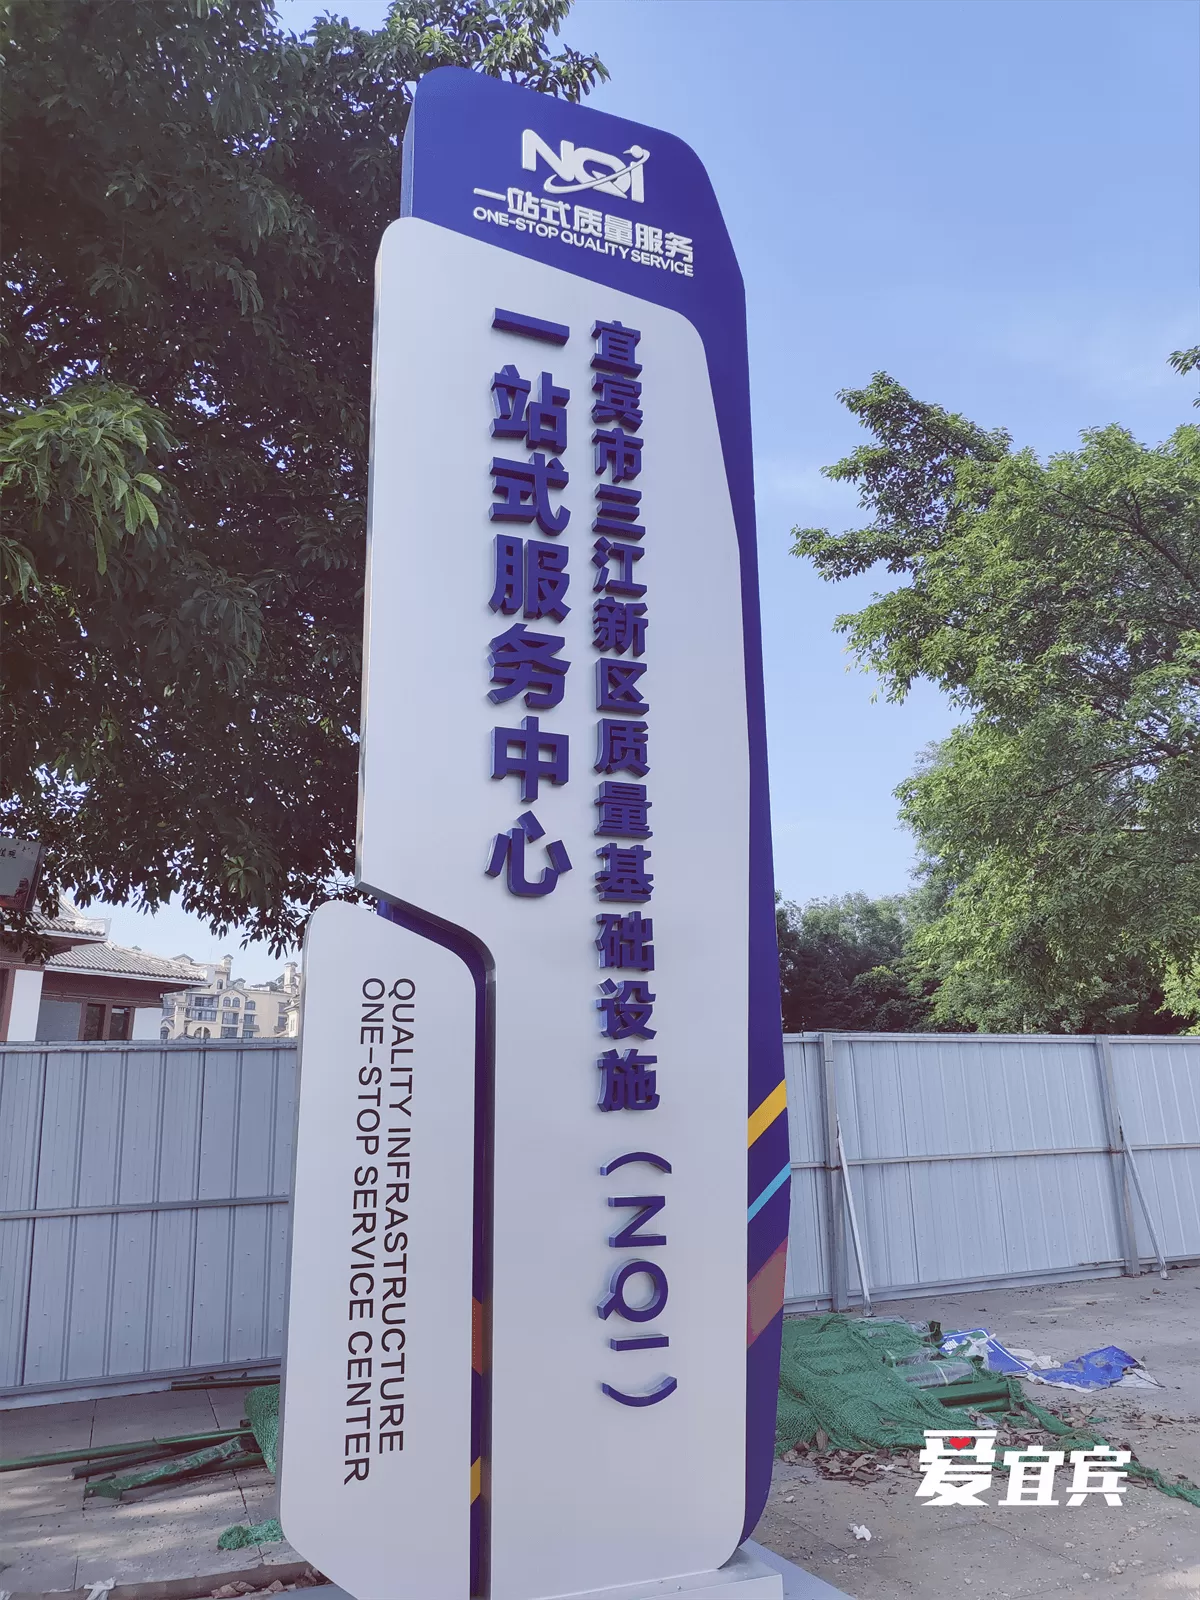 NQI
一站式质量服务
ONE-STOP QUALITY SERVICE
宜宾市三江新区质量基础设施（NQI）
一站式服务中心
QUALITY INFRASTRUCTURE
ONE-STOP SERVICE CENTER
爱宜宾